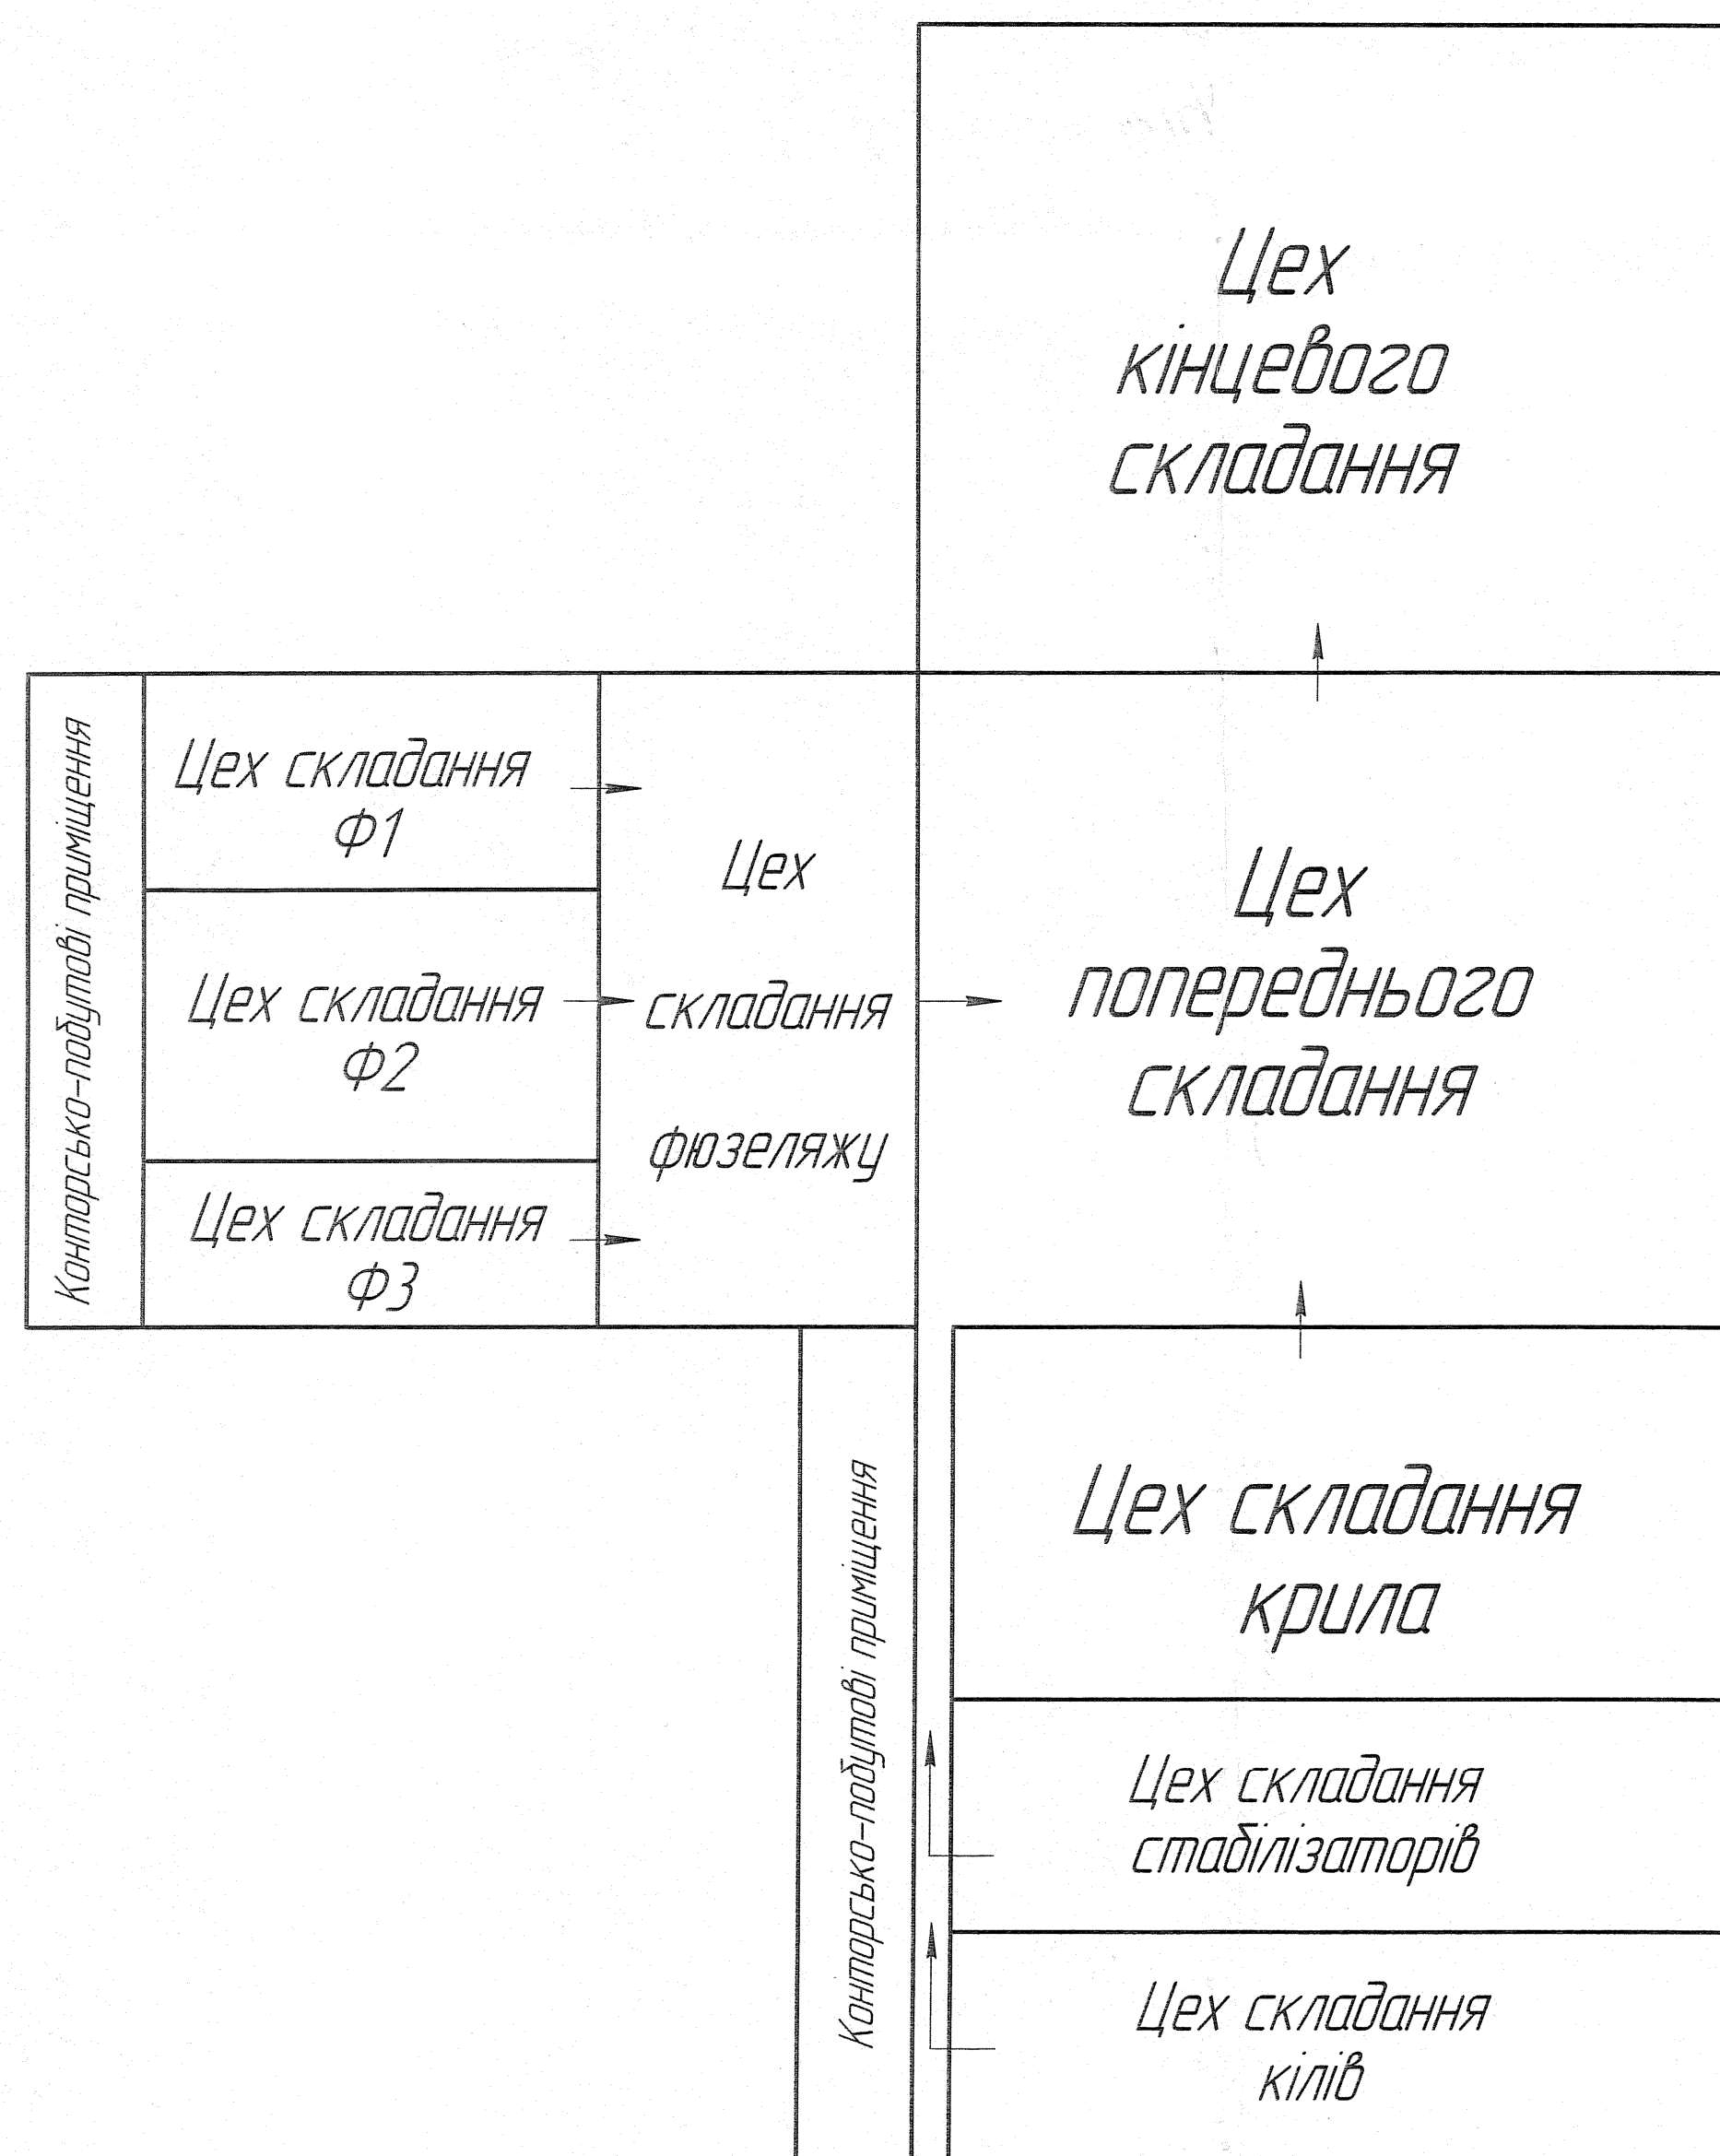 Цех
кінцевого
складання
Конторсько-побутові приміщення
Цех складання
Ф1
Цех складання
Ф2
Цех складання
Ф3
Цех
складання
фюзеляжу
Цех
попереднього
складання
Конторсько-побутові приміщення
Цех складання
крила
Цех складання
стабілізаторів
Цех складання
кілів